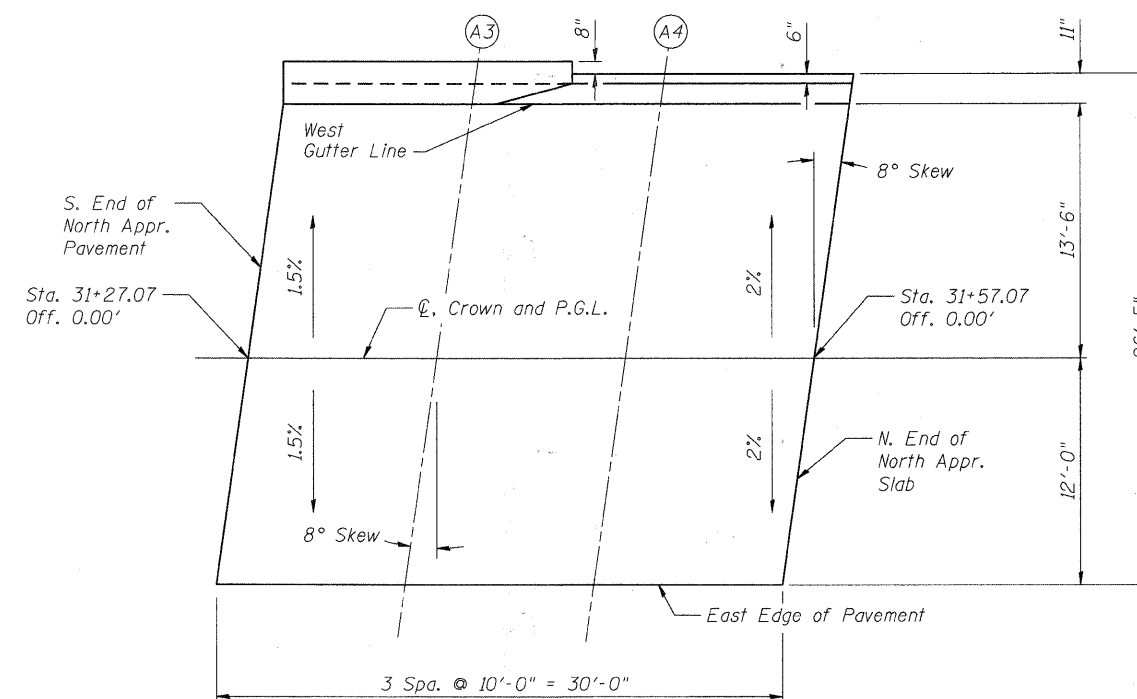 A3
A4
8"
6"
11"
West
Gutter Line
8° Skew
S. End of
North Appr.
Pavement
1.5%
2%
13'-6"
Sta. 31+27.07
Off. 0.00'
℄ Crown and P.G.L.
Sta. 31+57.07
Off. 0.00'
1.5%
2%
N. End of
North Appr.
Slab
12'-0"
8° Skew
East Edge of Pavement
3 Spa. @ 10'-0" = 30'-0"